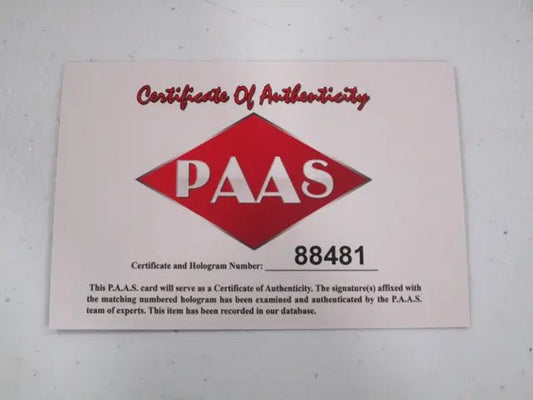 Certificate Of Authenticity
PAAS
Certificate and Hologram Number: 88481
This P.A.A.S. card will serve as a Certificate of Authenticity. The signature(s) affixed with
the matching numbered hologram has been examined and authenticated by the P.A.A.S.
team of experts. This item has been recorded in our database.